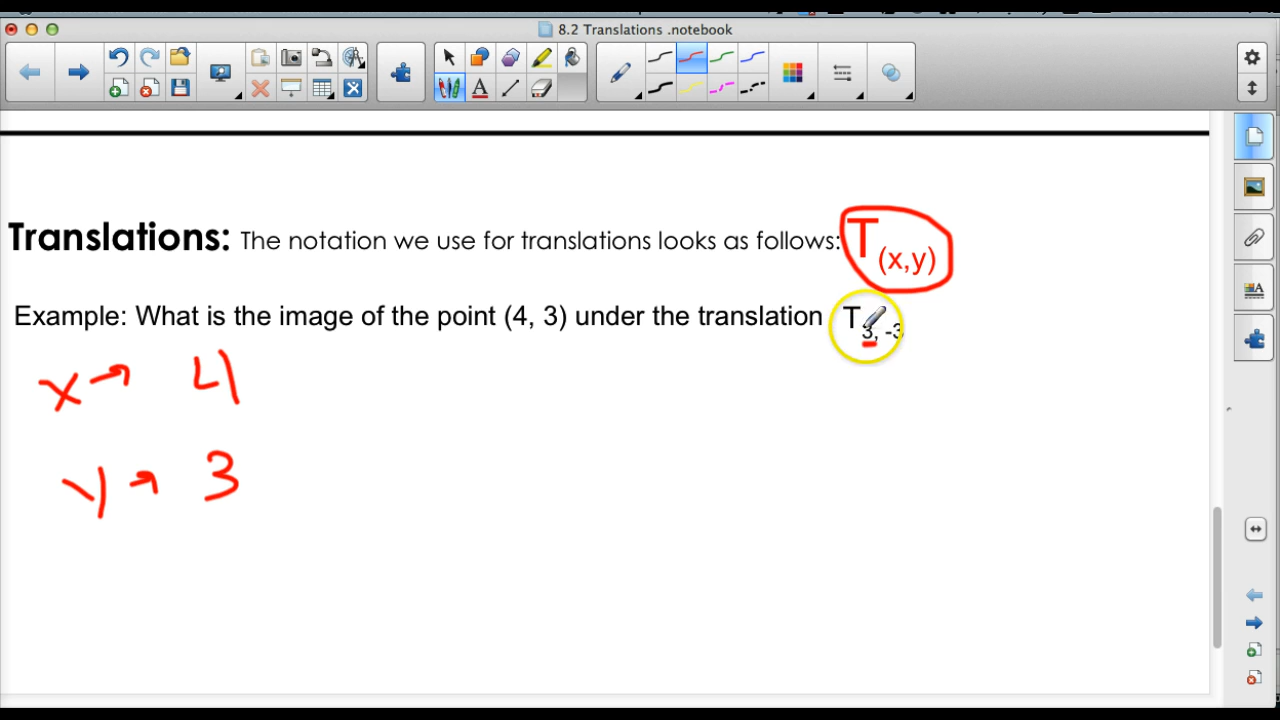 8.2 Translations .notebook
Translations: The notation we use for translations looks as follows: T(x,y)
Example: What is the image of the point (4, 3) under the translation T3, -3
x → 4
y → 3